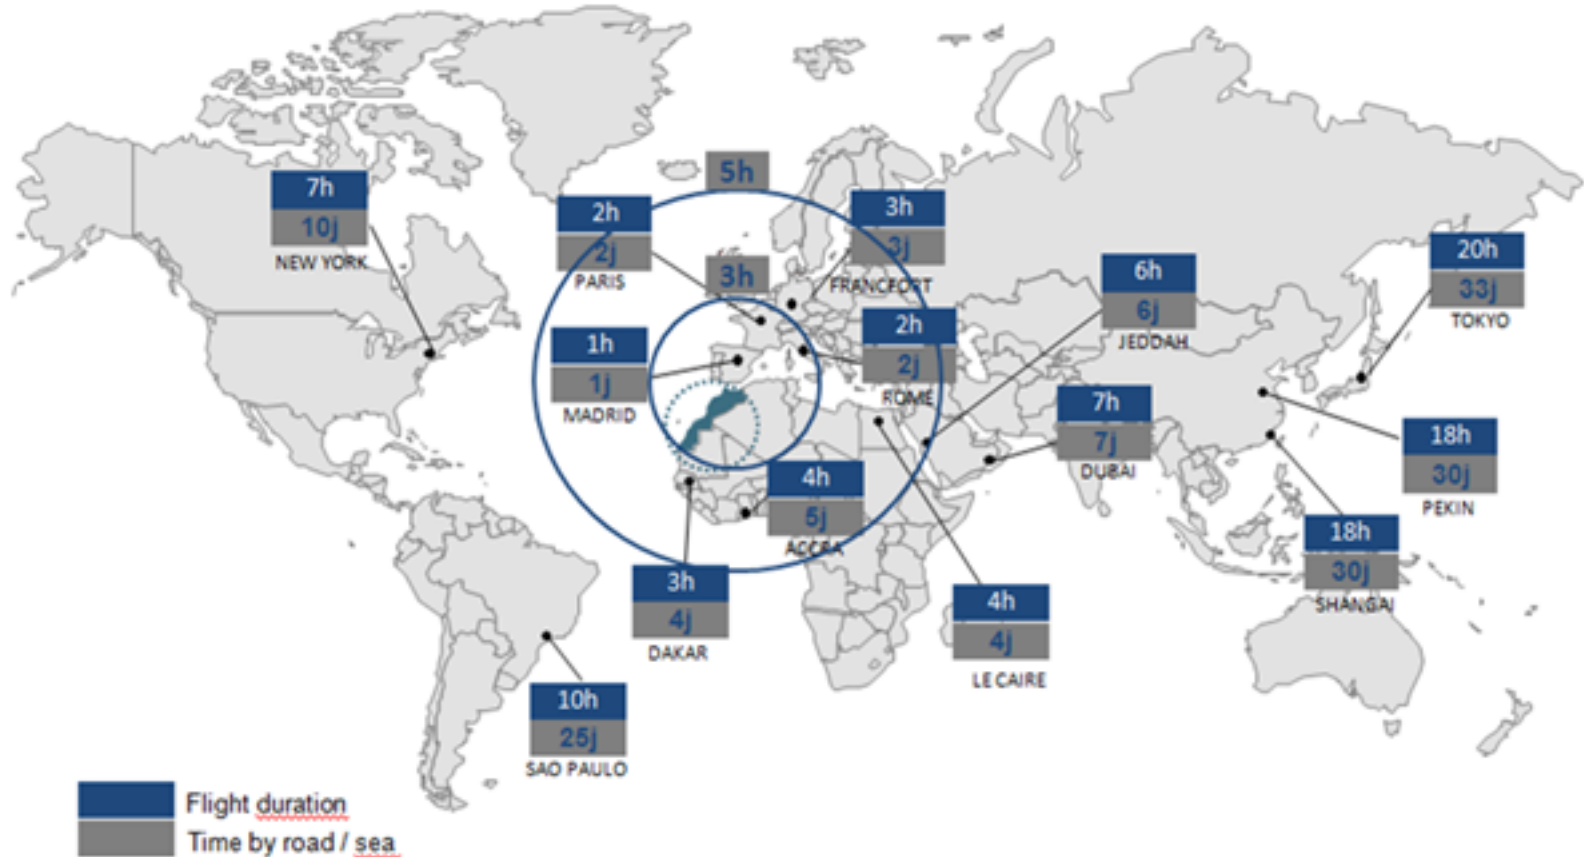 5h
7h
10j
NEW YORK
2h
2j
PARIS
3h
3j
FRANCFORT
3h
20h
33j
TOKYO
6h
6j
JEDDAH
1h
1j
MADRID
2h
2j
ROME
7h
7j
DUBAI
18h
30j
PEKIN
4h
5j
ACCRA
18h
30j
SHANGAI
3h
4j
DAKAR
4h
4j
LE CAIRE
10h
25j
SAO PAULO
Flight duration
Time by road / sea